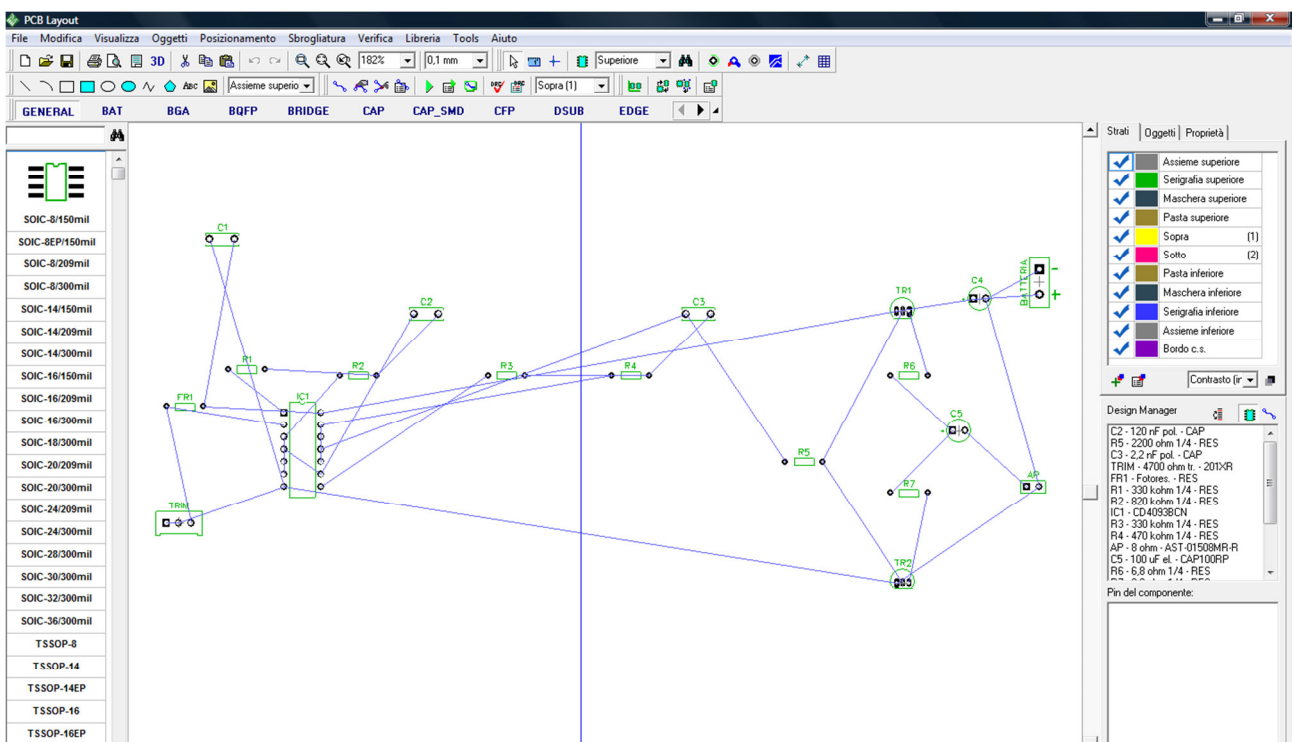 PCB Layout
File Modifica Visualizza Oggetti Posizionamento Sbrogliatura Verifica Libreria Tools Aiuto
3D 182% 0,1 mm Superiore
ABC Assieme superio Sopra (1)
GENERAL BAT BGA BQFP BRIDGE CAP CAP_SMD CFP DSUB EDGE
SOIC-8/150mil
SOIC-8EP/150mil
SOIC-8/209mil
SOIC-8/300mil
SOIC-14/150mil
SOIC-14/209mil
SOIC-14/300mil
SOIC-16/150mil
SOIC-16/209mil
SOIC-16/300mil
SOIC-18/300mil
SOIC-20/209mil
SOIC-20/300mil
SOIC-24/209mil
SOIC-24/300mil
SOIC-28/300mil
SOIC-30/300mil
SOIC-32/300mil
SOIC-36/300mil
TSSOP-8
TSSOP-14
TSSOP-14EP
TSSOP-16
TSSOP-16EP
C1
C2
C3
TR1
C4
BATTERIA
-
+
R1
R2
R3
R4
R6
FR1
IC1
C5
R5
R7
AP
TRIM
TR2
Strati Oggetti Proprietà
Assieme superiore
Serigrafia superiore
Maschera superiore
Pasta superiore
Sopra (1)
Sotto (2)
Pasta inferiore
Maschera inferiore
Serigrafia inferiore
Assieme inferiore
Bordo c.s.
Contrasto (ir
Design Manager
C2 - 120 nF pol. - CAP
R5 - 2200 ohm 1/4 - RES
C3 - 2,2 nF pol. - CAP
TRIM - 4700 ohm tr. - 201XR
FR1 - Fotores. - RES
R1 - 330 kohm 1/4 - RES
R2 - 820 kohm 1/4 - RES
IC1 - CD4093BCN
R3 - 330 kohm 1/4 - RES
R4 - 470 kohm 1/4 - RES
AP - 8 ohm - AST-01508MR-R
C5 - 100 uF el. - CAP100RP
R6 - 6,8 ohm 1/4 - RES
Pin del componente: